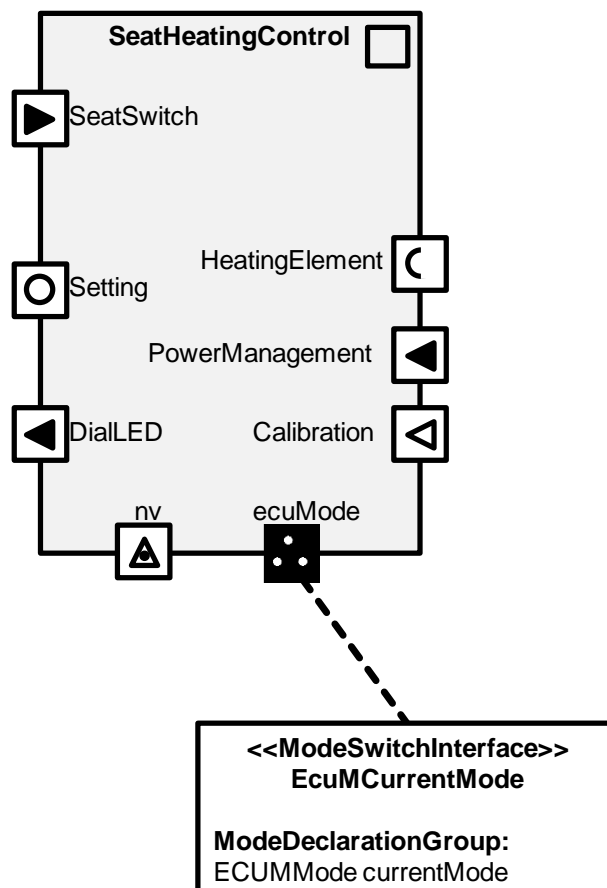 SeatHeatingControl
SeatSwitch
HeatingElement
Setting
PowerManagement
DialLED
Calibration
nv
ecuMode
<<ModeSwitchInterface>>
EcuMCurrentMode
ModeDeclarationGroup:
ECUMMode currentMode